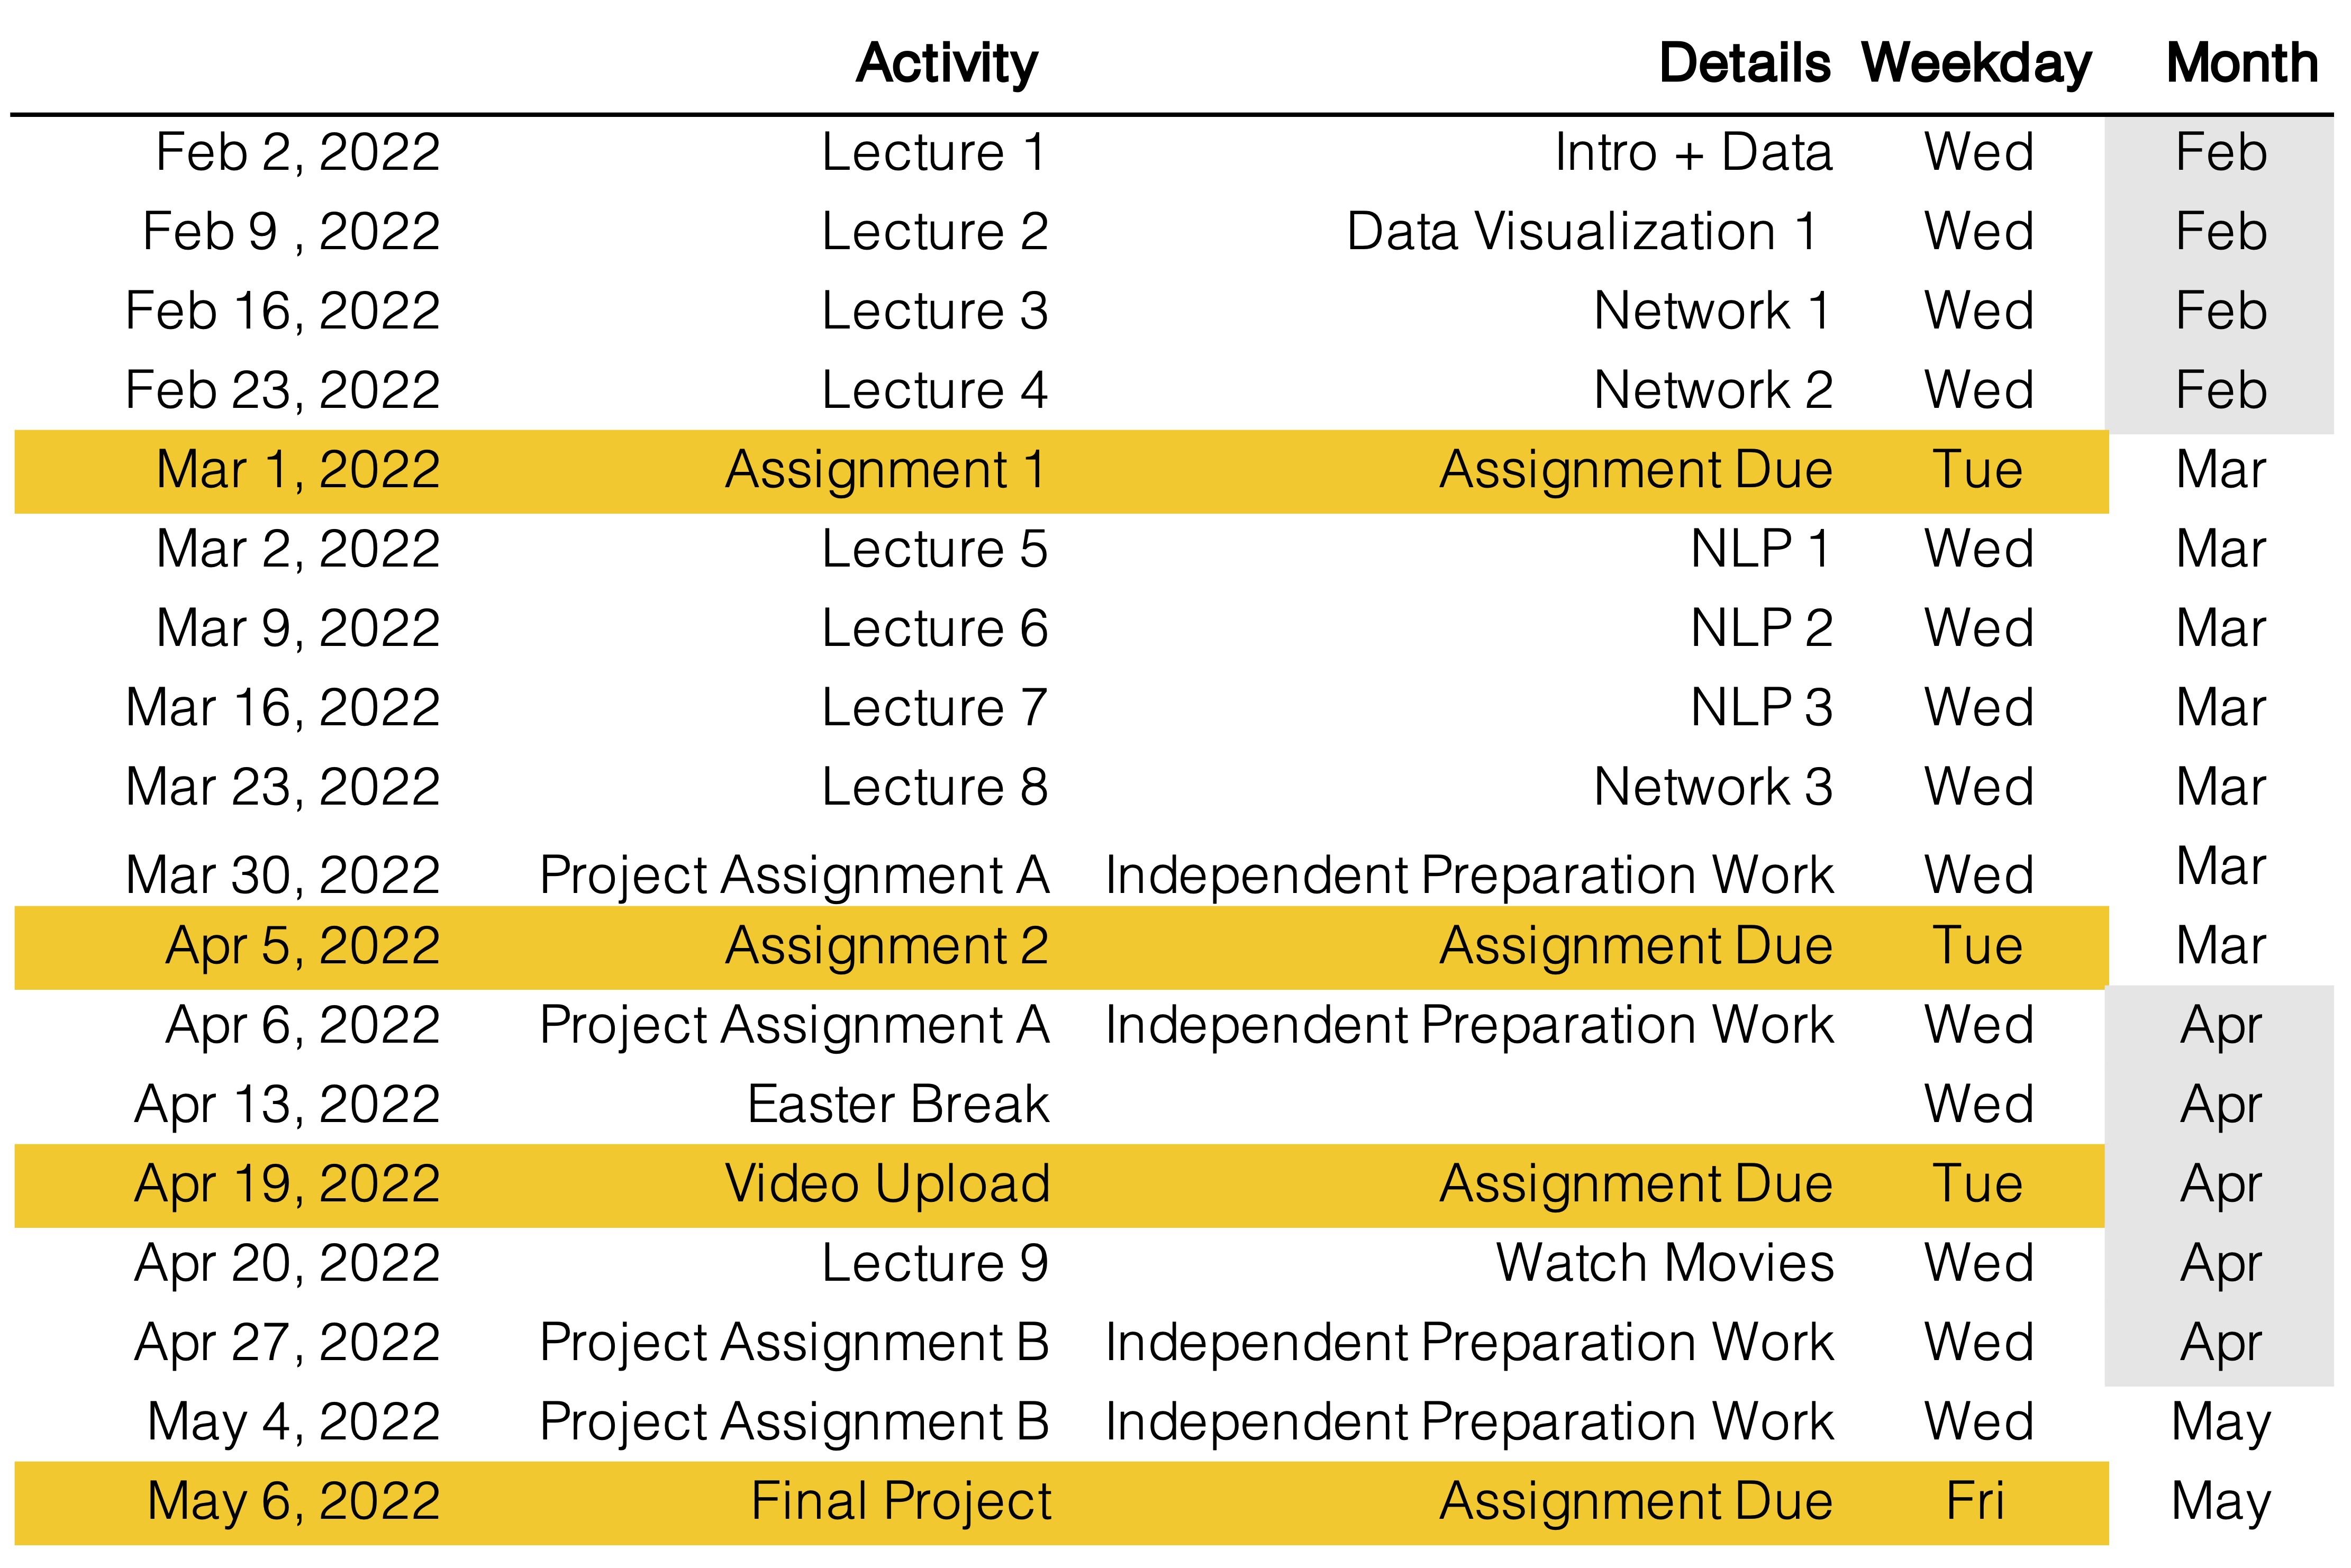 Activity Details Weekday Month
Feb 2, 2022 Lecture 1 Intro + Data Wed Feb
Feb 9 , 2022 Lecture 2 Data Visualization 1 Wed Feb
Feb 16, 2022 Lecture 3 Network 1 Wed Feb
Feb 23, 2022 Lecture 4 Network 2 Wed Feb
Mar 1, 2022 Assignment 1 Assignment Due Tue Mar
Mar 2, 2022 Lecture 5 NLP 1 Wed Mar
Mar 9, 2022 Lecture 6 NLP 2 Wed Mar
Mar 16, 2022 Lecture 7 NLP 3 Wed Mar
Mar 23, 2022 Lecture 8 Network 3 Wed Mar
Mar 30, 2022 Project Assignment A Independent Preparation Work Wed Mar
Apr 5, 2022 Assignment 2 Assignment Due Tue Mar
Apr 6, 2022 Project Assignment A Independent Preparation Work Wed Apr
Apr 13, 2022 Easter Break Wed Apr
Apr 19, 2022 Video Upload Assignment Due Tue Apr
Apr 20, 2022 Lecture 9 Watch Movies Wed Apr
Apr 27, 2022 Project Assignment B Independent Preparation Work Wed Apr
May 4, 2022 Project Assignment B Independent Preparation Work Wed May
May 6, 2022 Final Project Assignment Due Fri May